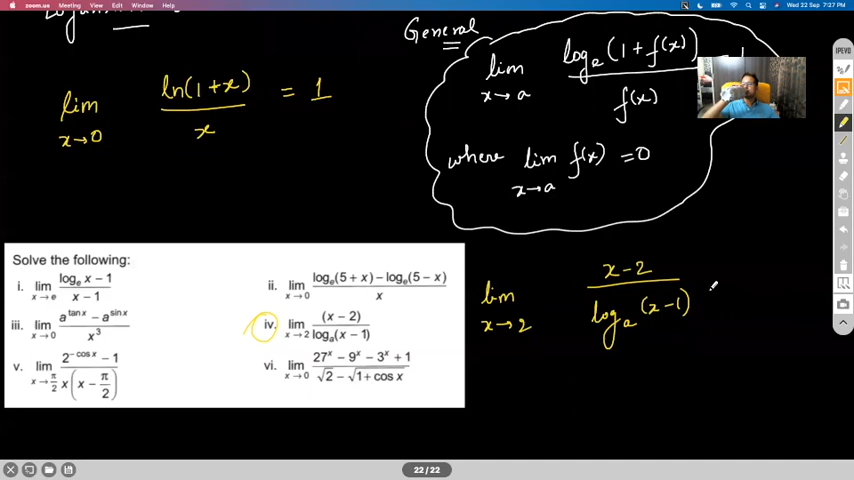 zoom.us Meeting View Edit Window Help
Wed 22 Sep 7:27 PM
General
lim x→0 ln(1+x)/x = 1
lim x→a logₐ(1+f(x))/f(x)
where lim x→a f(x) = 0
Solve the following:
i. lim x→e (logₑ x − 1)/(x − 1)
ii. lim x→0 (logₑ(5 + x) − logₑ(5 − x))/x
iii. lim x→0 (a^tan x − a^sin x)/x³
iv. lim x→2 (x − 2)/logₐ(x − 1)
v. lim x→π/2 (2^−cos x − 1)/(x(x − π/2))
vi. lim x→0 (27^x − 9^x − 3^x + 1)/(√2 − √(1 + cos x))
lim x→2 (x−2)/logₐ(x−1)
22 / 22
IPEVO